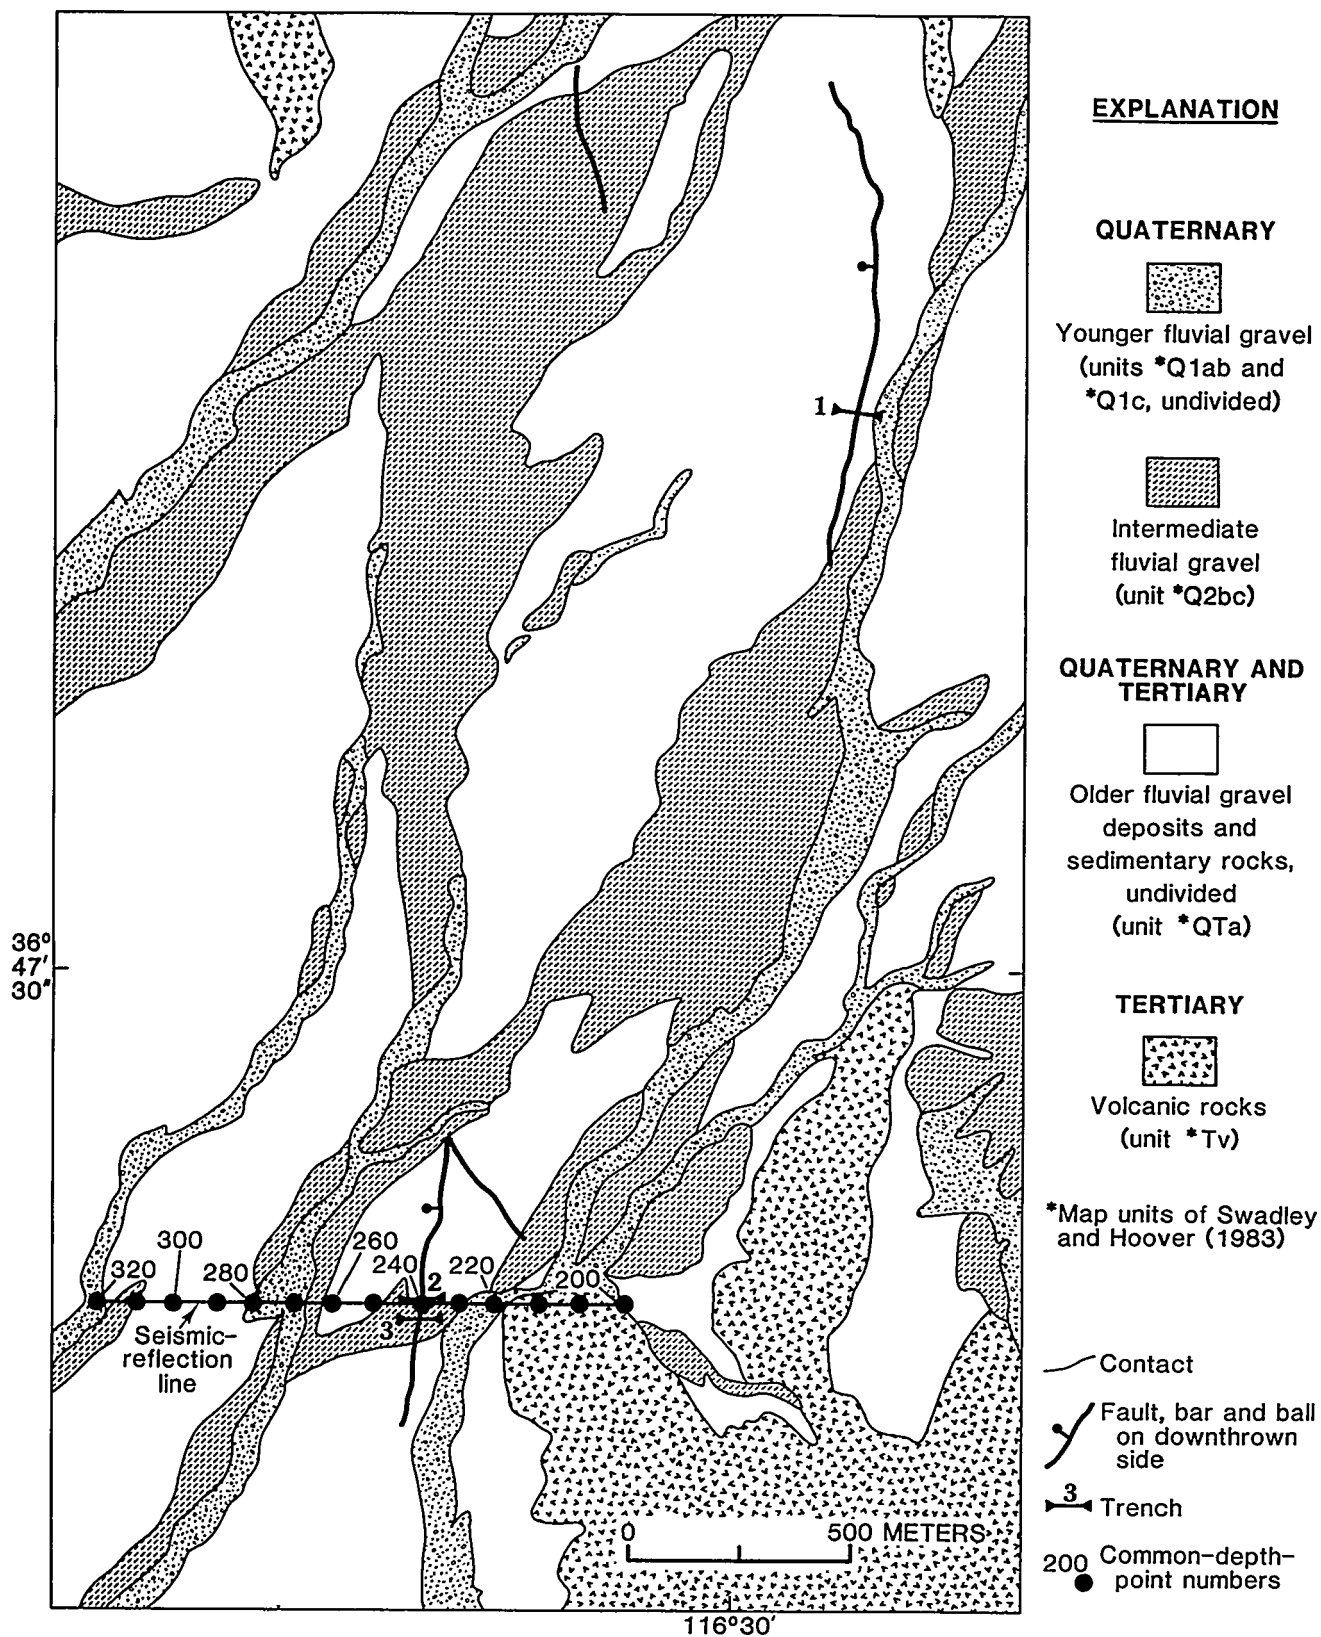 EXPLANATION
QUATERNARY
Younger fluvial gravel
(units *Q1ab and
*Q1c, undivided)
Intermediate
fluvial gravel
(unit *Q2bc)
QUATERNARY AND
TERTIARY
Older fluvial gravel
deposits and
sedimentary rocks,
undivided
(unit *QTa)
TERTIARY
Volcanic rocks
(unit *Tv)
*Map units of Swadley
and Hoover (1983)
Contact
Fault, bar and ball
on downthrown
side
3
Trench
200
Common-depth-
point numbers
1
36°
47'
30"
320
300
280
260
240
2
220
200
3
Seismic-
reflection
line
0
500 METERS
116°30'